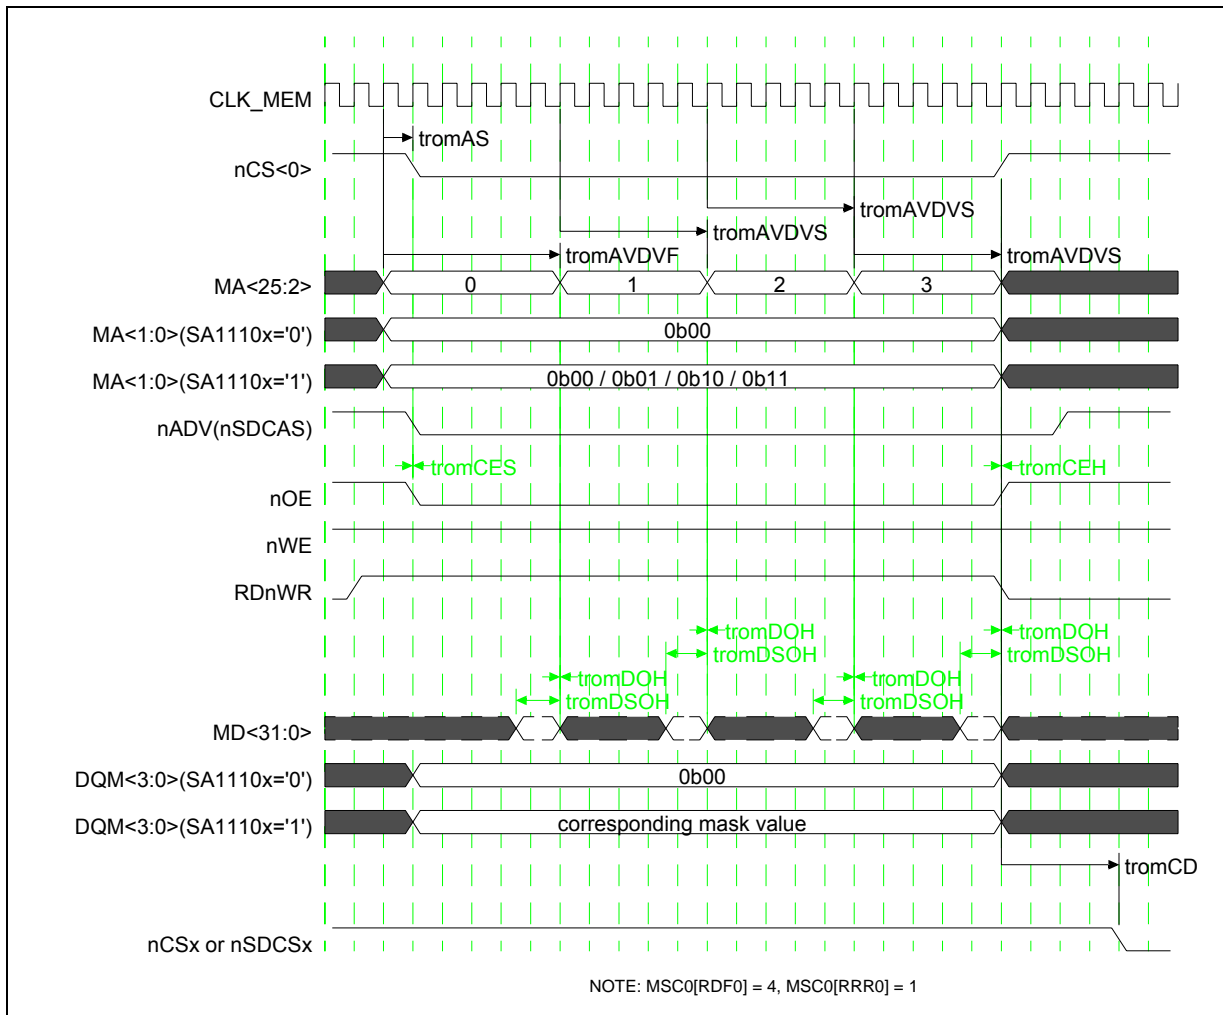 CLK_MEM
tromAS
nCS<0>
tromAVDVS
tromAVDVS
tromAVDVF
tromAVDVS
MA<25:2>
0
1
2
3
MA<1:0>(SA1110x='0')
0b00
MA<1:0>(SA1110x='1')
0b00 / 0b01 / 0b10 / 0b11
nADV(nSDCAS)
tromCES
tromCEH
nOE
nWE
RDnWR
tromDOH
tromDOH
tromDSOH
tromDSOH
tromDOH
tromDOH
tromDSOH
tromDSOH
MD<31:0>
DQM<3:0>(SA1110x='0')
0b00
DQM<3:0>(SA1110x='1')
corresponding mask value
tromCD
nCSx or nSDCSx
NOTE: MSC0[RDF0] = 4, MSC0[RRR0] = 1